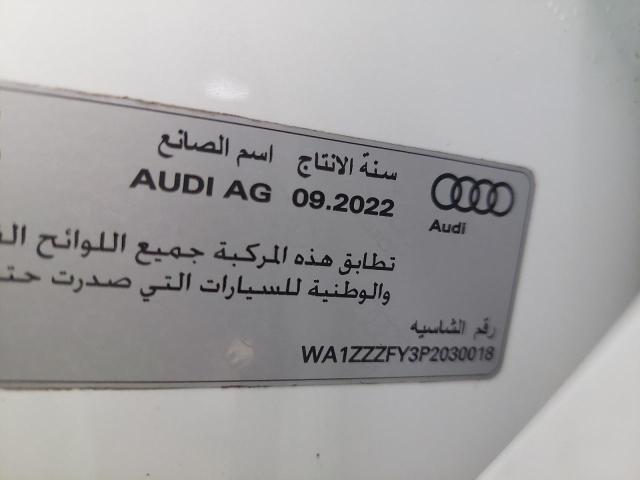 سنة الانتاج اسم الصانع
AUDI AG 09.2022
Audi
تطابق هذه المركبة جميع اللوائح
والوطنية للسيارات التي صدرت
رقم الشاسيه
WA1ZZZFY3P2030018